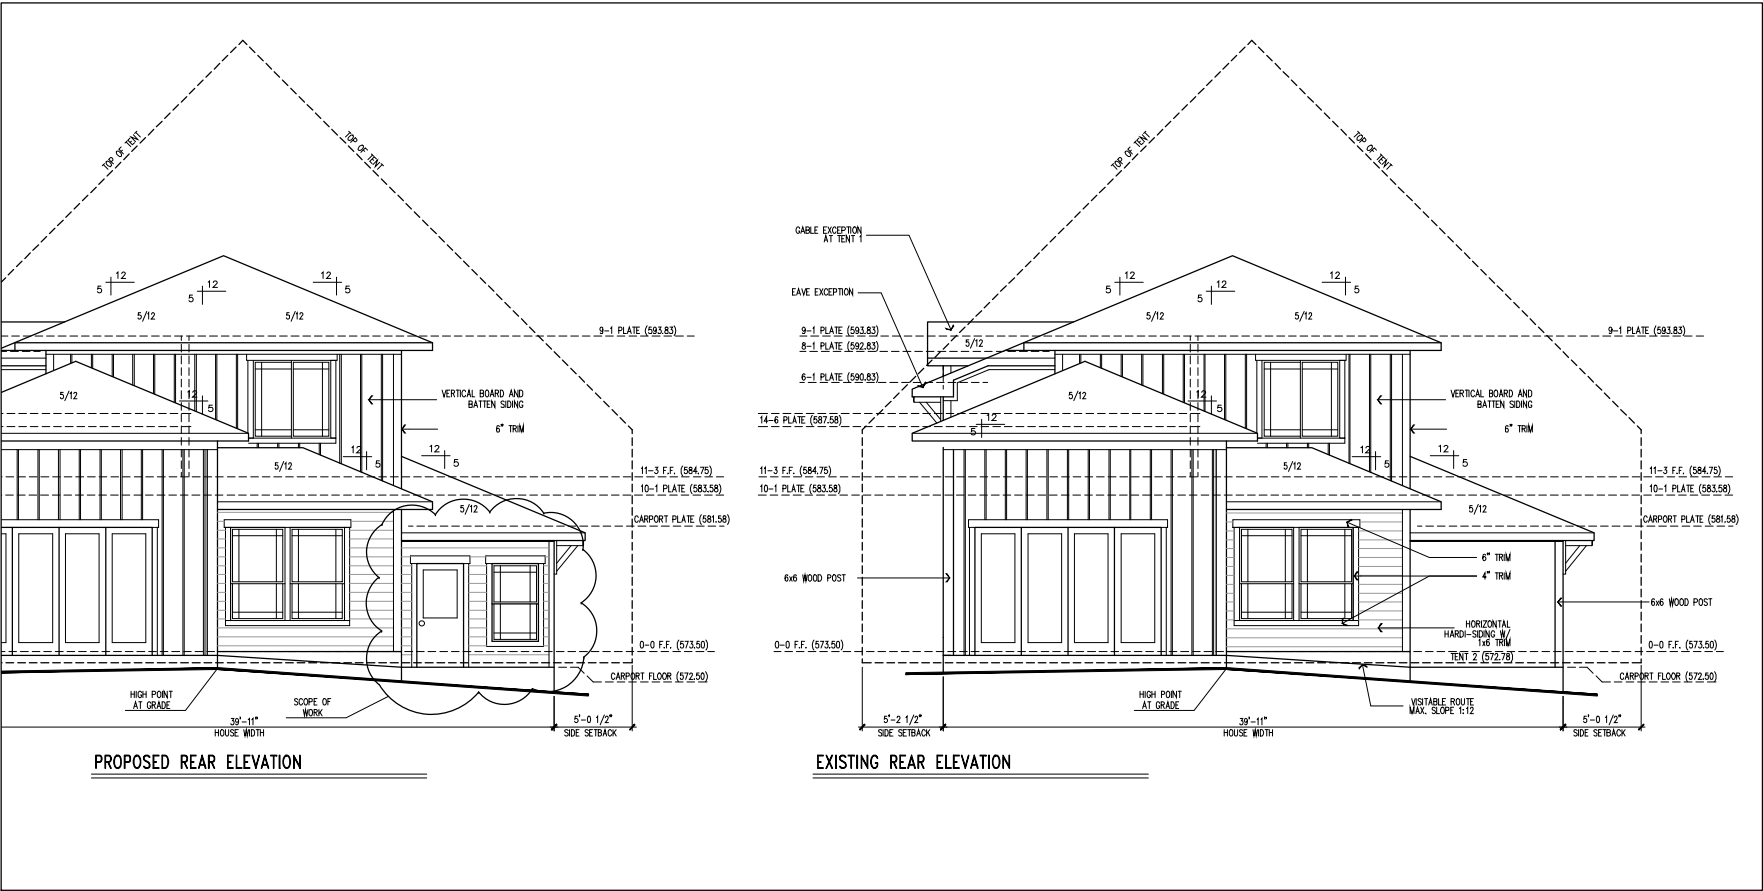 TOP OF TENT
TOP OF TENT
12
5
12
5
12
5
5/12
5/12
9-1 PLATE (593.83)
5/12
12
5
VERTICAL BOARD AND
BATTEN SIDING
6" TRIM
12
5
12
5
5/12
11-3 F.F. (584.75)
10-1 PLATE (583.58)
5/12
CARPORT PLATE (581.58)
0-0 F.F. (573.50)
CARPORT FLOOR (572.50)
HIGH POINT
AT GRADE
SCOPE OF
WORK
39'-11"
HOUSE WIDTH
5'-0 1/2"
SIDE SETBACK
PROPOSED REAR ELEVATION
TOP OF TENT
TOP OF TENT
GABLE EXCEPTION
AT TENT 1
EAVE EXCEPTION
12
5
12
5
12
5
5/12
5/12
9-1 PLATE (593.83)
9-1 PLATE (593.83)
5/12
8-1 PLATE (592.83)
6-1 PLATE (590.83)
5/12
12
5
VERTICAL BOARD AND
BATTEN SIDING
14-6 PLATE (587.58)
12
5
6" TRIM
12
5
12
5
5/12
11-3 F.F. (584.75)
11-3 F.F. (584.75)
10-1 PLATE (583.58)
10-1 PLATE (583.58)
5/12
CARPORT PLATE (581.58)
6" TRIM
4" TRIM
6x6 WOOD POST
6x6 WOOD POST
HORIZONTAL
HARDI-SIDING W/
1x6 TRIM
0-0 F.F. (573.50)
0-0 F.F. (573.50)
TENT 2 (572.78)
CARPORT FLOOR (572.50)
HIGH POINT
AT GRADE
VISITABLE ROUTE
MAX. SLOPE 1:12
5'-2 1/2"
SIDE SETBACK
39'-11"
HOUSE WIDTH
5'-0 1/2"
SIDE SETBACK
EXISTING REAR ELEVATION